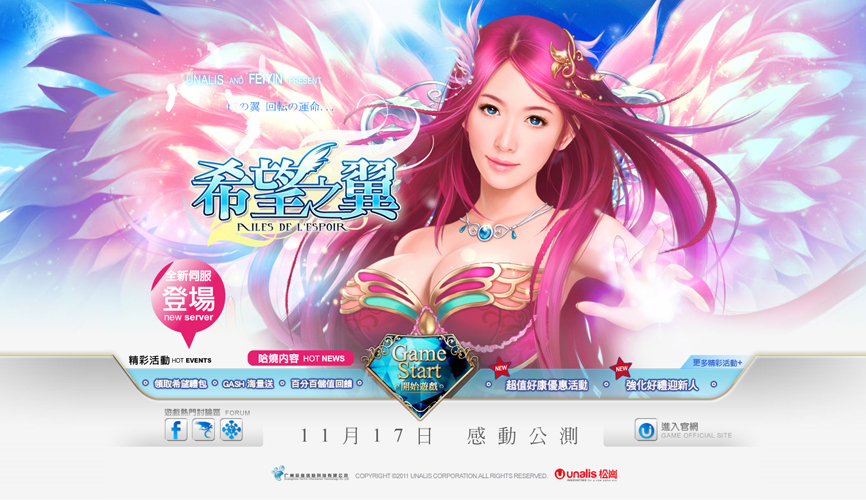 UNALIS AND FEIYIN PRESENT
の翼 回転の運命...
希望之翼
AILES DE L'ESPOIR
全新伺服
登場
new server
精彩活動 HOT EVENTS
哈燒內容 HOT NEWS
Game
Start
開始遊戲
NEW
NEW
更多精彩活動+
領取希望禮包
GASH 海量送
百分百儲值回饋
超值好康優惠活動
強化好禮迎新人
遊戲熱門討論區 FORUM
11月17日 感動公測
進入官網
GAME OFFICIAL SITE
COPYRIGHT ©2011 UNALIS CORPORATION ALL RIGHTS RESERVED.
unalis 松崗